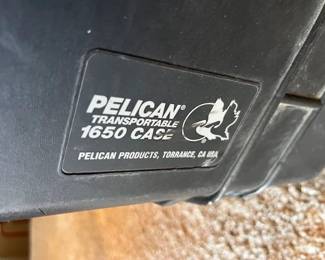 PELICAN®
TRANSPORTABLE
1650 CASE
PELICAN PRODUCTS, TORRANCE, CA USA